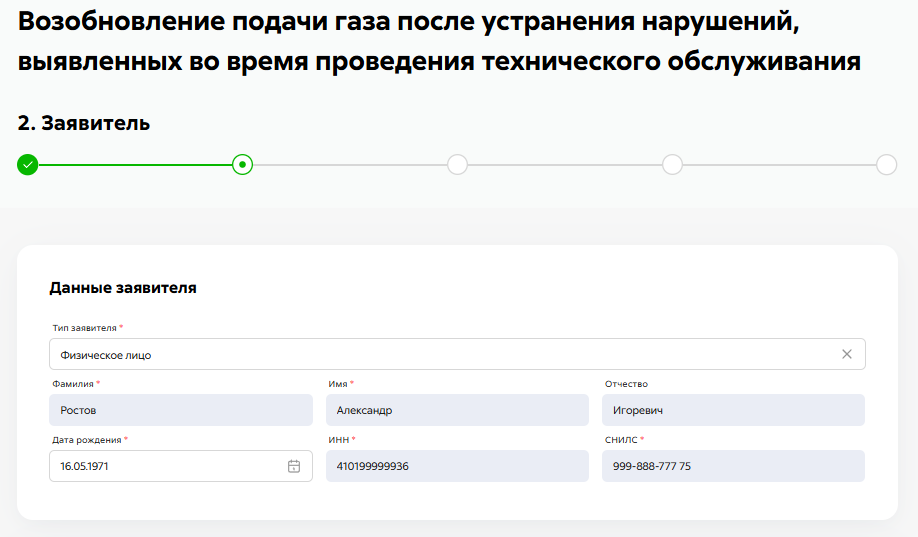 Возобновление подачи газа после устранения нарушений,
выявленных во время проведения технического обслуживания
2. Заявитель
Данные заявителя
Тип заявителя *
Физическое лицо
Фамилия * Имя * Отчество
Ростов Александр Игоревич
Дата рождения * ИНН * СНИЛС *
16.05.1971 410199999936 999-888-777 75